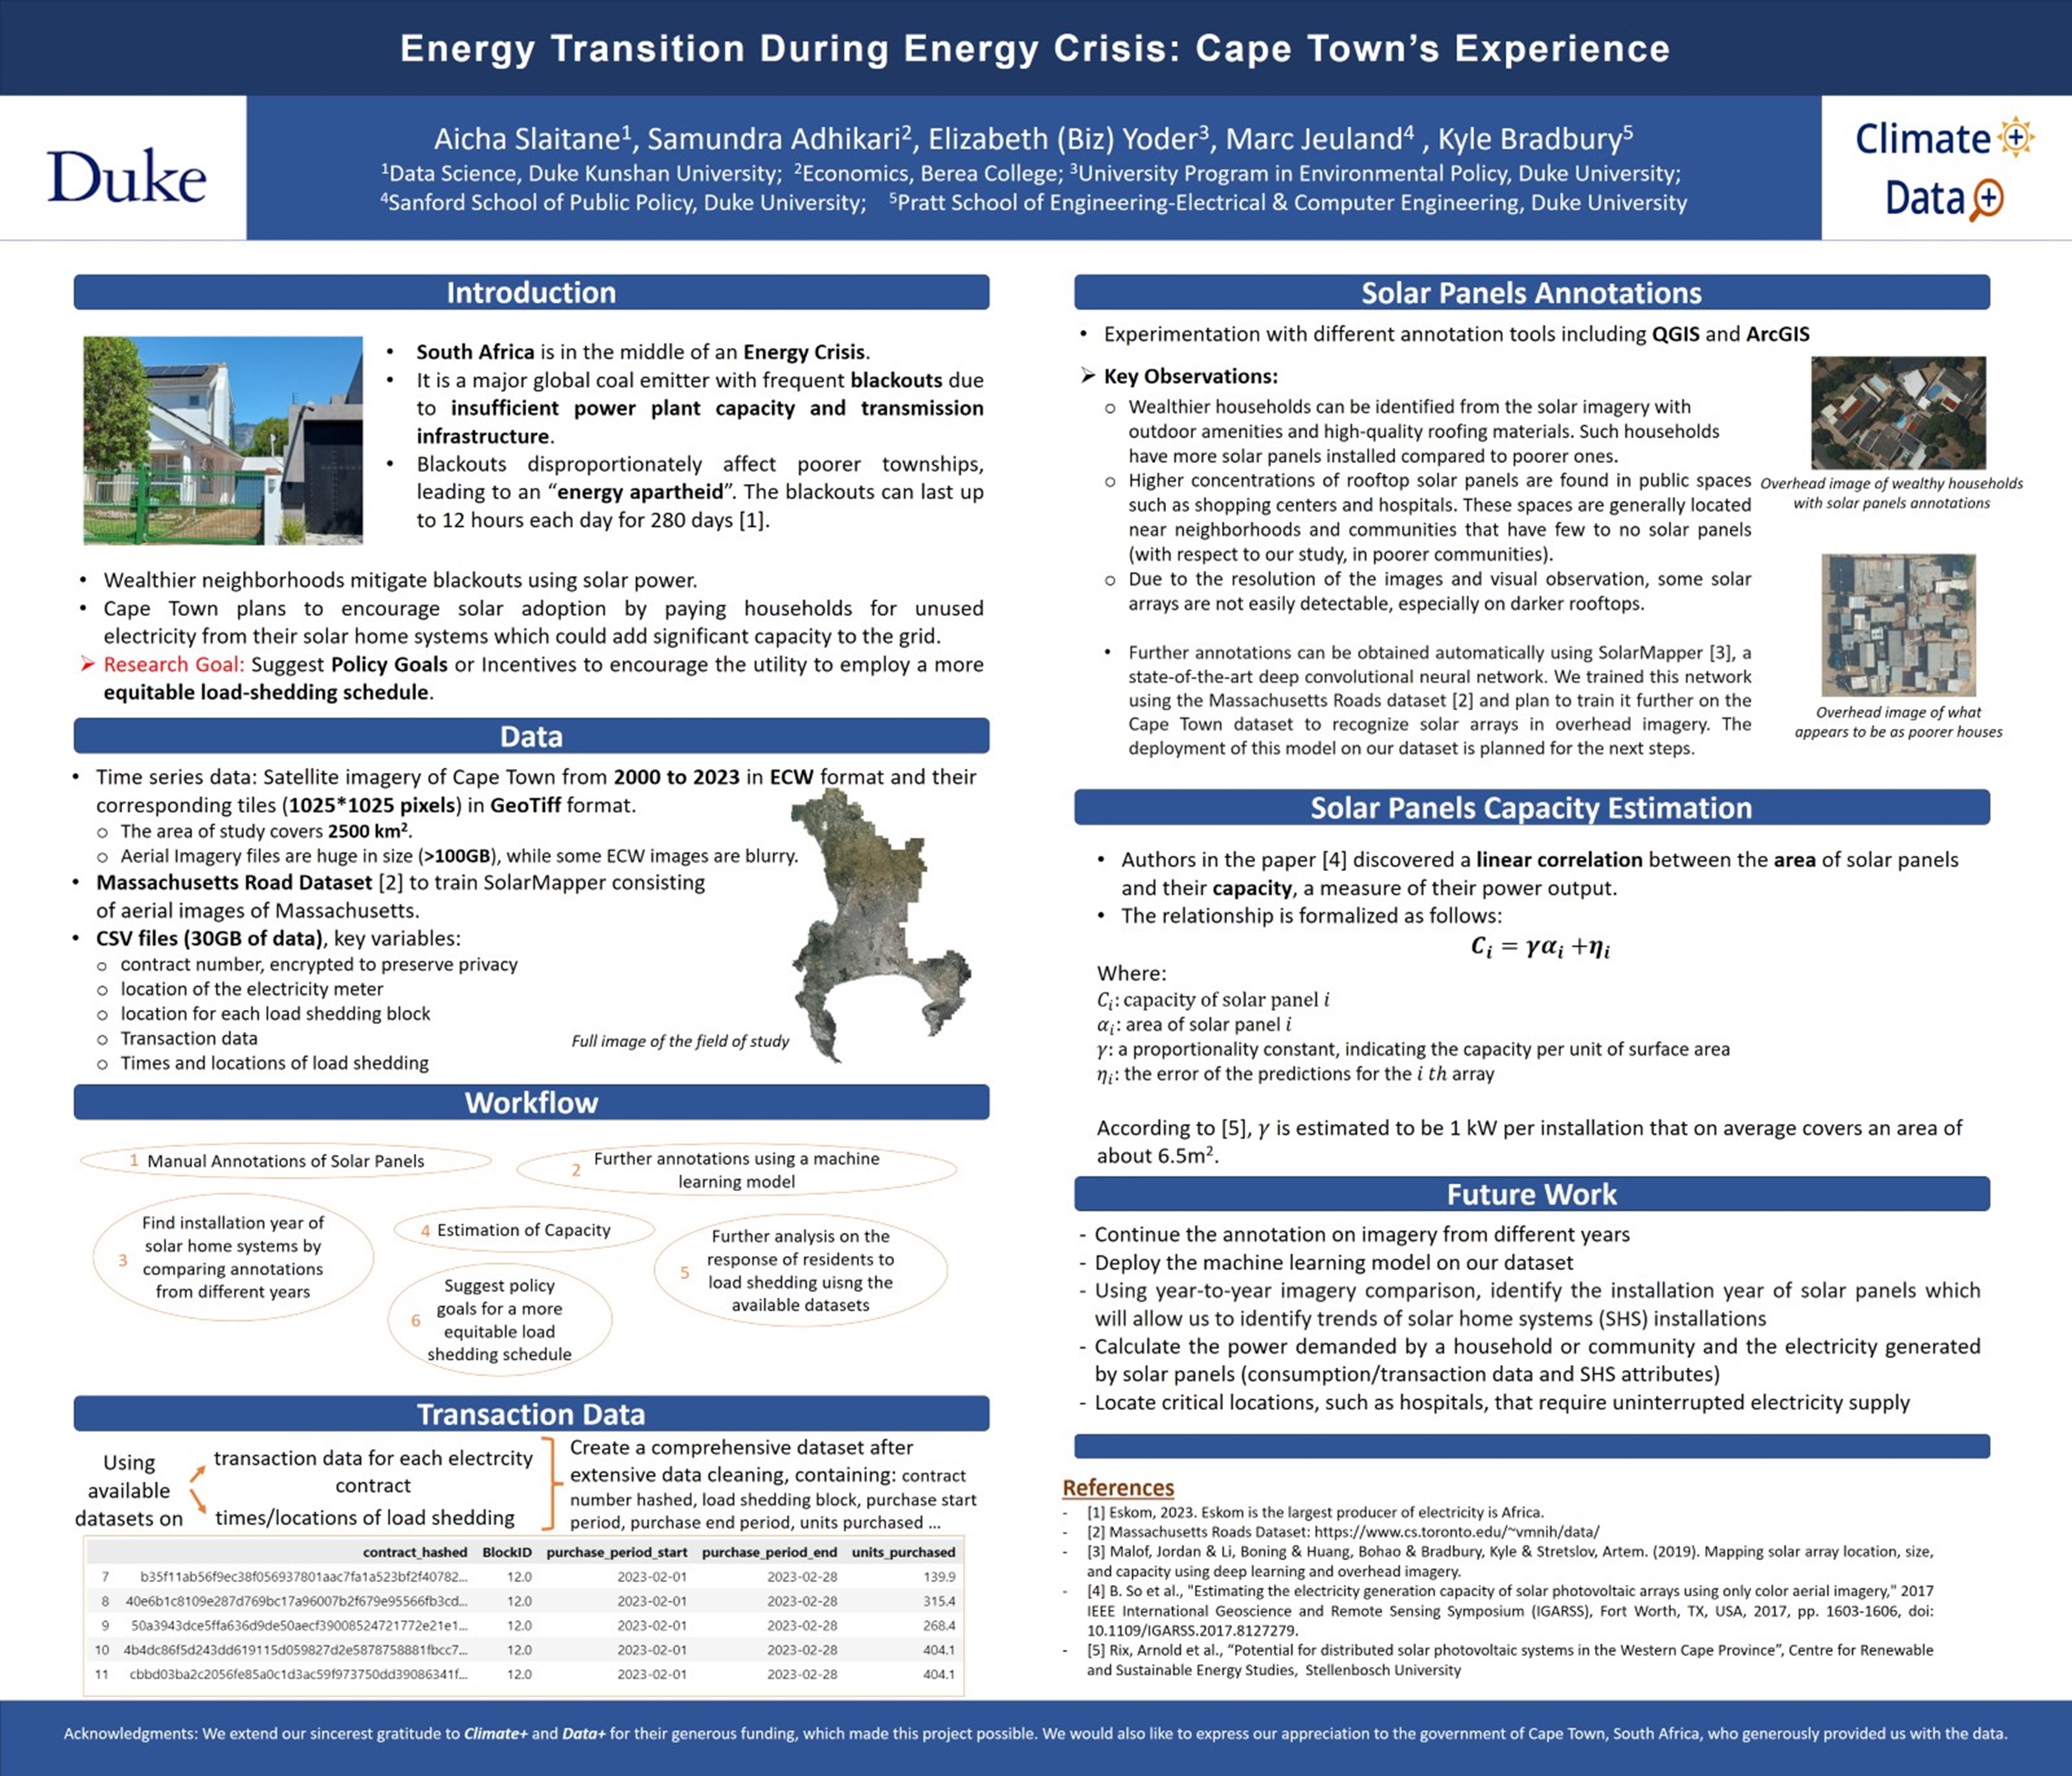 Energy Transition During Energy Crisis: Cape Town's Experience
Duke
Aicha Slaitane1, Samundra Adhikari2, Elizabeth (Biz) Yoder3, Marc Jeuland4 , Kyle Bradbury5
1Data Science, Duke Kunshan University; 2Economics, Berea College; 3University Program in Environmental Policy, Duke University;
4Sanford School of Public Policy, Duke University; 5Pratt School of Engineering-Electrical & Computer Engineering, Duke University
Climate+
Data+
Introduction
• South Africa is in the middle of an Energy Crisis.
• It is a major global coal emitter with frequent blackouts due
to insufficient power plant capacity and transmission
infrastructure.
• Blackouts disproportionately affect poorer townships,
leading to an “energy apartheid”. The blackouts can last up
to 12 hours each day for 280 days [1].
• Wealthier neighborhoods mitigate blackouts using solar power.
• Cape Town plans to encourage solar adoption by paying households for unused
electricity from their solar home systems which could add significant capacity to the grid.
➢ Research Goal: Suggest Policy Goals or Incentives to encourage the utility to employ a more
equitable load-shedding schedule.
Data
• Time series data: Satellite imagery of Cape Town from 2000 to 2023 in ECW format and their
corresponding tiles (1025*1025 pixels) in GeoTiff format.
o The area of study covers 2500 km2.
o Aerial Imagery files are huge in size (>100GB), while some ECW images are blurry.
• Massachusetts Road Dataset [2] to train SolarMapper consisting
of aerial images of Massachusetts.
• CSV files (30GB of data), key variables:
o contract number, encrypted to preserve privacy
o location of the electricity meter
o location for each load shedding block
o Transaction data
o Times and locations of load shedding
Full image of the field of study
Workflow
1 Manual Annotations of Solar Panels
2 Further annotations using a machine
learning model
3 Find installation year of
solar home systems by
comparing annotations
from different years
4 Estimation of Capacity
5 Further analysis on the
response of residents to
load shedding uisng the
available datasets
6 Suggest policy
goals for a more
equitable load
shedding schedule
Transaction Data
Using
available
datasets on
transaction data for each electrcity
contract
times/locations of load shedding
Create a comprehensive dataset after
extensive data cleaning, containing: contract
number hashed, load shedding block, purchase start
period, purchase end period, units purchased ...
contract_hashed BlockID purchase_period_start purchase_period_end units_purchased
7 b35f11ab56f9ec38f056937801aac7fa1a523bf2f40782... 12.0 2023-02-01 2023-02-28 139.9
8 40e6b1c8109e287d769bc17a96007b2f679e95566fb3cd... 12.0 2023-02-01 2023-02-28 315.4
9 50a3943dce5ffa636d9de50aecf39008524721772e21e1... 12.0 2023-02-01 2023-02-28 268.4
10 4b4dc86f5d243dd619115d059827d2e5878758881fbcc7... 12.0 2023-02-01 2023-02-28 404.1
11 cbbd03ba2c2056fe85a0c1d3ac59f973750dd39086341f... 12.0 2023-02-01 2023-02-28 404.1
Solar Panels Annotations
• Experimentation with different annotation tools including QGIS and ArcGIS
➢ Key Observations:
o Wealthier households can be identified from the solar imagery with
outdoor amenities and high-quality roofing materials. Such households
have more solar panels installed compared to poorer ones.
o Higher concentrations of rooftop solar panels are found in public spaces
such as shopping centers and hospitals. These spaces are generally located
near neighborhoods and communities that have few to no solar panels
(with respect to our study, in poorer communities).
o Due to the resolution of the images and visual observation, some solar
arrays are not easily detectable, especially on darker rooftops.
• Further annotations can be obtained automatically using SolarMapper [3], a
state-of-the-art deep convolutional neural network. We trained this network
using the Massachusetts Roads dataset [2] and plan to train it further on the
Cape Town dataset to recognize solar arrays in overhead imagery. The
deployment of this model on our dataset is planned for the next steps.
Overhead image of wealthy households
with solar panels annotations
Overhead image of what
appears to be as poorer houses
Solar Panels Capacity Estimation
• Authors in the paper [4] discovered a linear correlation between the area of solar panels
and their capacity, a measure of their power output.
• The relationship is formalized as follows:
Ci = γαi +ηi
Where:
Ci: capacity of solar panel i
αi: area of solar panel i
γ: a proportionality constant, indicating the capacity per unit of surface area
ηi: the error of the predictions for the i th array
According to [5], γ is estimated to be 1 kW per installation that on average covers an area of
about 6.5m2.
Future Work
- Continue the annotation on imagery from different years
- Deploy the machine learning model on our dataset
- Using year-to-year imagery comparison, identify the installation year of solar panels which
will allow us to identify trends of solar home systems (SHS) installations
- Calculate the power demanded by a household or community and the electricity generated
by solar panels (consumption/transaction data and SHS attributes)
- Locate critical locations, such as hospitals, that require uninterrupted electricity supply
References
- [1] Eskom, 2023. Eskom is the largest producer of electricity is Africa.
- [2] Massachusetts Roads Dataset: https://www.cs.toronto.edu/~vmnih/data/
- [3] Malof, Jordan & Li, Boning & Huang, Bohao & Bradbury, Kyle & Stretslov, Artem. (2019). Mapping solar array location, size,
and capacity using deep learning and overhead imagery.
- [4] B. So et al., "Estimating the electricity generation capacity of solar photovoltaic arrays using only color aerial imagery," 2017
IEEE International Geoscience and Remote Sensing Symposium (IGARSS), Fort Worth, TX, USA, 2017, pp. 1603-1606, doi:
10.1109/IGARSS.2017.8127279.
- [5] Rix, Arnold et al., “Potential for distributed solar photovoltaic systems in the Western Cape Province”, Centre for Renewable
and Sustainable Energy Studies, Stellenbosch University
Acknowledgments: We extend our sincerest gratitude to Climate+ and Data+ for their generous funding, which made this project possible. We would also like to express our appreciation to the government of Cape Town, South Africa, who generously provided us with the data.